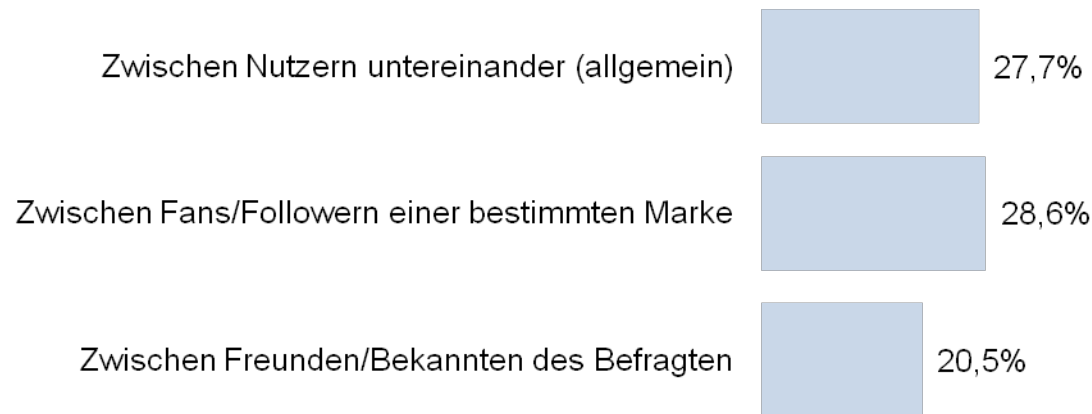 Zwischen Nutzern untereinander (allgemein) 27,7%
Zwischen Fans/Followern einer bestimmten Marke 28,6%
Zwischen Freunden/Bekannten des Befragten 20,5%